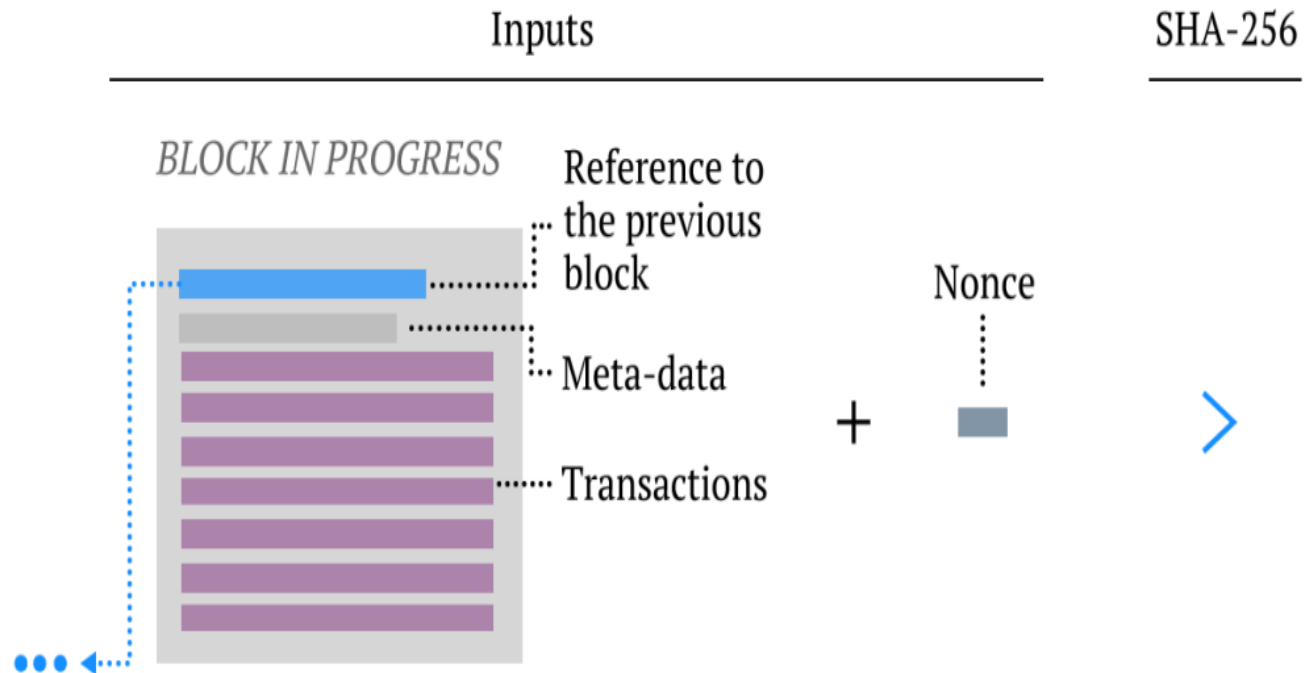 Inputs
SHA-256
BLOCK IN PROGRESS
Reference to
the previous
block
Nonce
Meta-data
+
Transactions